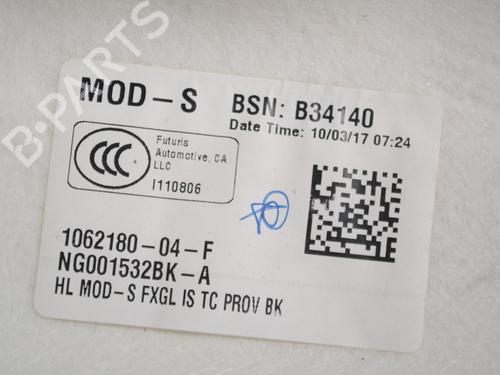 MOD-S
BSN: B34140
Date Time: 10/03/17 07:24
CCC
Futuris
Automotive, CA
LLC
I110806
1062180-04-F
NG001532BK-A
HL MOD-S FXGL IS TC PROV BK
B-PARTS